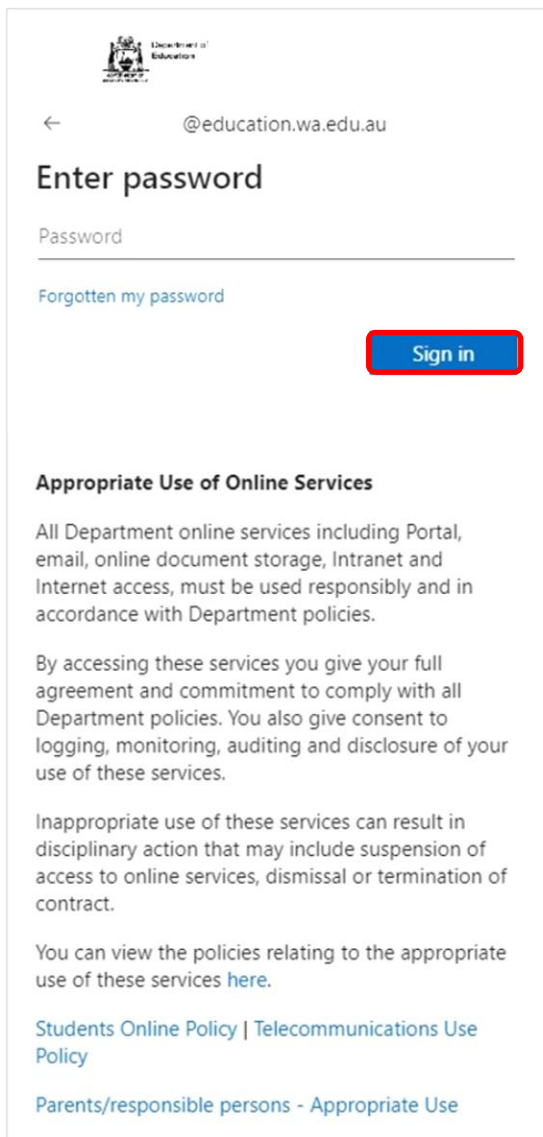 Department of
Education
@education.wa.edu.au
Enter password
Password
Forgotten my password
Sign in
Appropriate Use of Online Services
All Department online services including Portal,
email, online document storage, Intranet and
Internet access, must be used responsibly and in
accordance with Department policies.
By accessing these services you give your full
agreement and commitment to comply with all
Department policies. You also give consent to
logging, monitoring, auditing and disclosure of your
use of these services.
Inappropriate use of these services can result in
disciplinary action that may include suspension of
access to online services, dismissal or termination of
contract.
You can view the policies relating to the appropriate
use of these services here.
Students Online Policy | Telecommunications Use
Policy
Parents/responsible persons - Appropriate Use